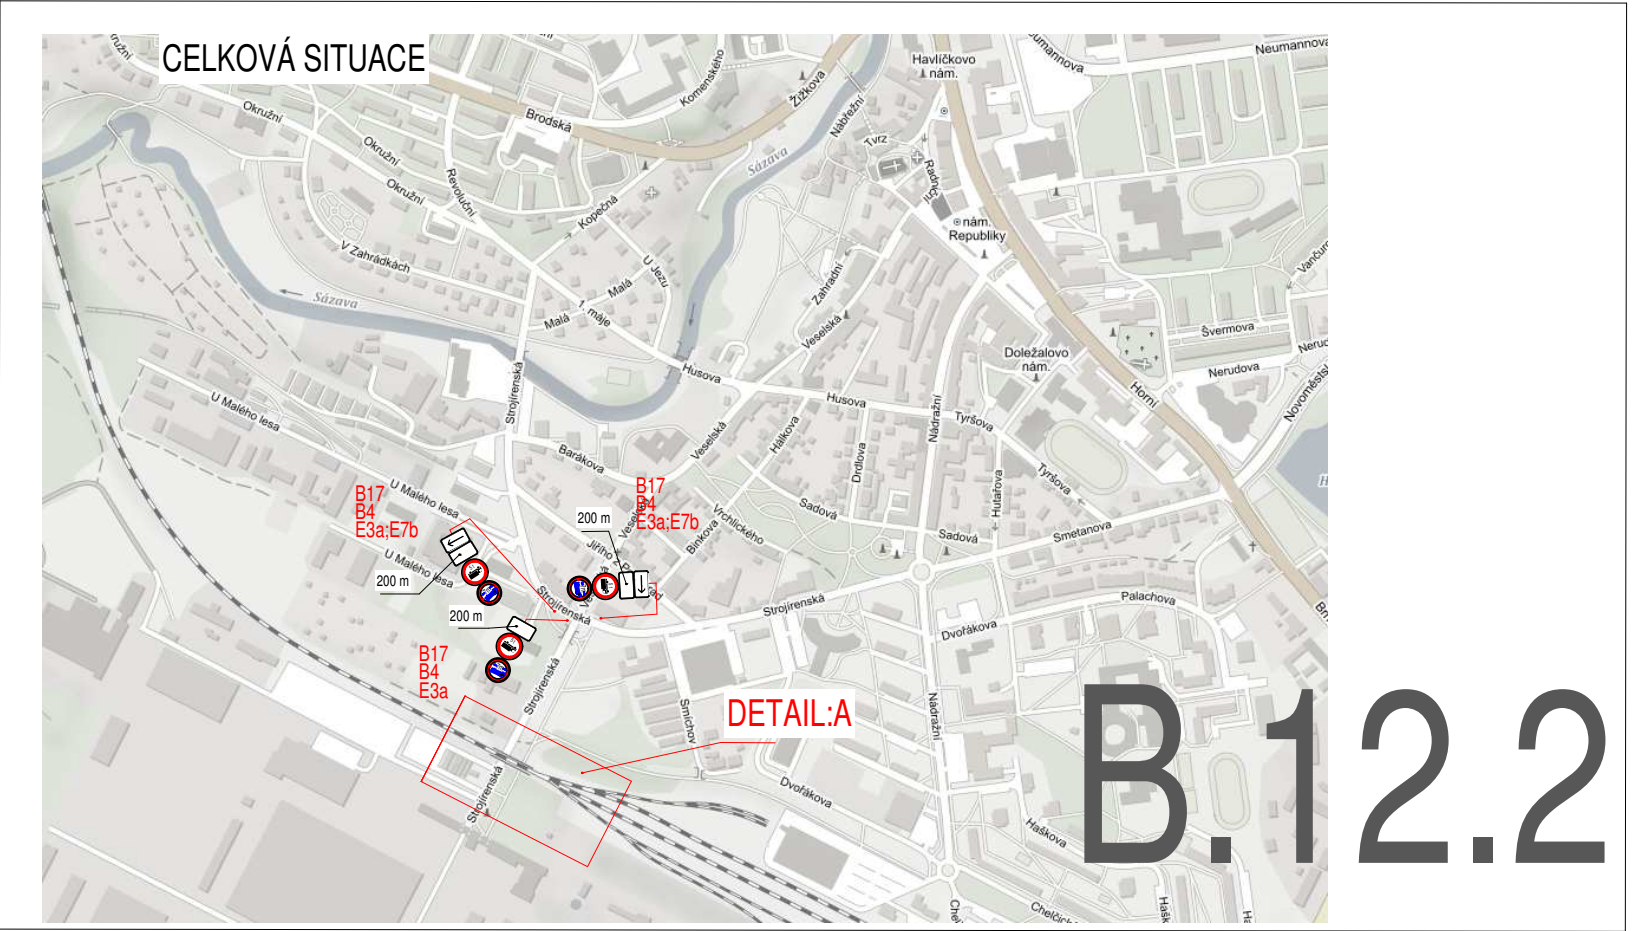 CELKOVÁ SITUACE
Havlíčkovo
nám.
Neumannova
Komenského
Žižkova
Nábřežní
Okružní
Brodská
Tvrz
Sázava
Okružní
Okružní
Revoluční
Kopečná
nám.
Republiky
V Zahrádkách
U Jezu
Zahradní
Malá
Sázava
1. máje
Malá
Veselská
Švermova
Doležalovo
nám.
Nerudova
Husova
Horní
Strojírenská
Husova
Tyršova
Nádražní
U Malého lesa
Veselská
Hálkova
Barákova
Drdlova
Tyršova
Hutařova
U Malého lesa
B17
B4
E3a;E7b
B17
B4
E3a;E7b
200 m
Veselská
Vrchlického
Sadová
Sadová
Smetanova
Binkova
U Malého lesa
200 m
200 m
Strojírenská
Strojírenská
Palachova
Dvořákova
B17
B4
E3a
Strojírenská
Smíchov
Nádražní
DETAIL:A
Strojírenská
Dvořákova
Haškova
B.12.2